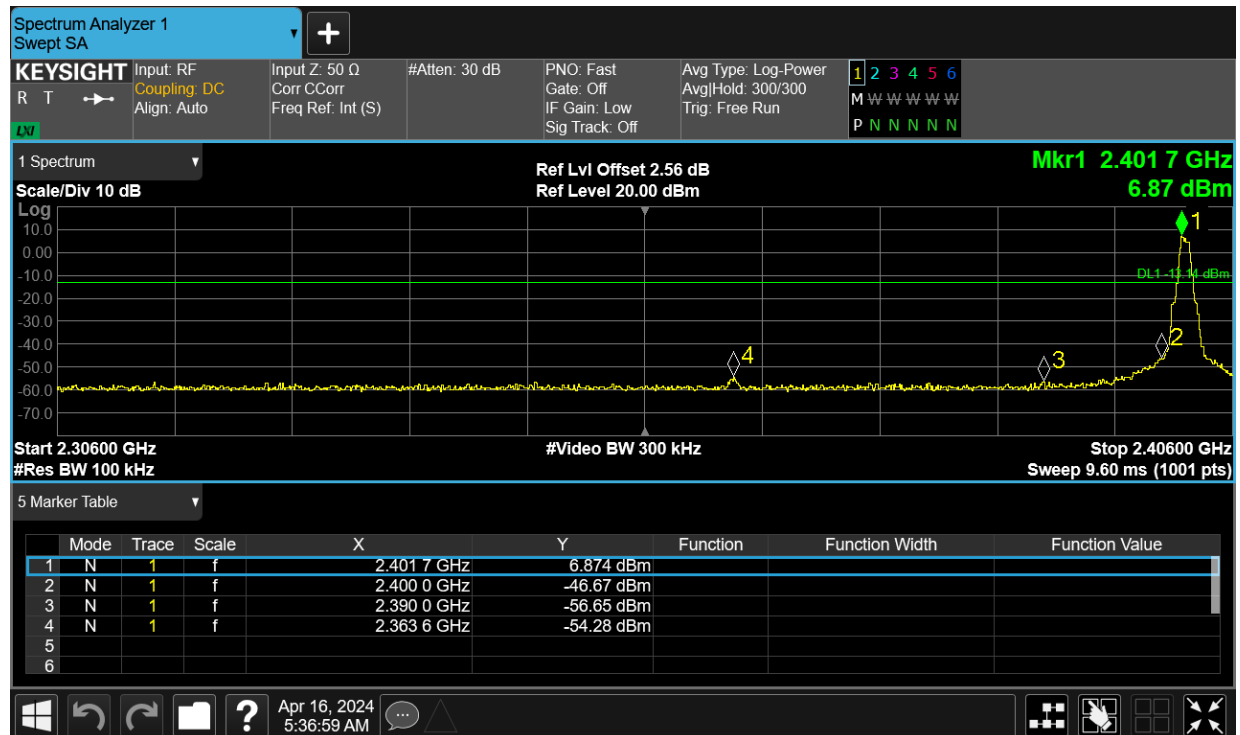 Spectrum Analyzer 1
Swept SA
KEYSIGHT
R T
LXI
Input: RF
Coupling: DC
Align: Auto
Input Z: 50 Ω
Corr CCorr
Freq Ref: Int (S)
#Atten: 30 dB
PNO: Fast
Gate: Off
IF Gain: Low
Sig Track: Off
Avg Type: Log-Power
Avg|Hold: 300/300
Trig: Free Run
1 2 3 4 5 6
M W W W W W
P N N N N N
1 Spectrum
Scale/Div 10 dB
Ref Lvl Offset 2.56 dB
Ref Level 20.00 dBm
Mkr1 2.401 7 GHz
6.87 dBm
Log
10.0
0.00
-10.0
-20.0
-30.0
-40.0
-50.0
-60.0
-70.0
1
DL1 -13.14 dBm
2
3
4
Start 2.30600 GHz
#Res BW 100 kHz
#Video BW 300 kHz
Stop 2.40600 GHz
Sweep 9.60 ms (1001 pts)
5 Marker Table
Mode Trace Scale X Y Function Function Width Function Value
1 N 1 f 2.401 7 GHz 6.874 dBm
2 N 1 f 2.400 0 GHz -46.67 dBm
3 N 1 f 2.390 0 GHz -56.65 dBm
4 N 1 f 2.363 6 GHz -54.28 dBm
5
6
?
Apr 16, 2024
5:36:59 AM